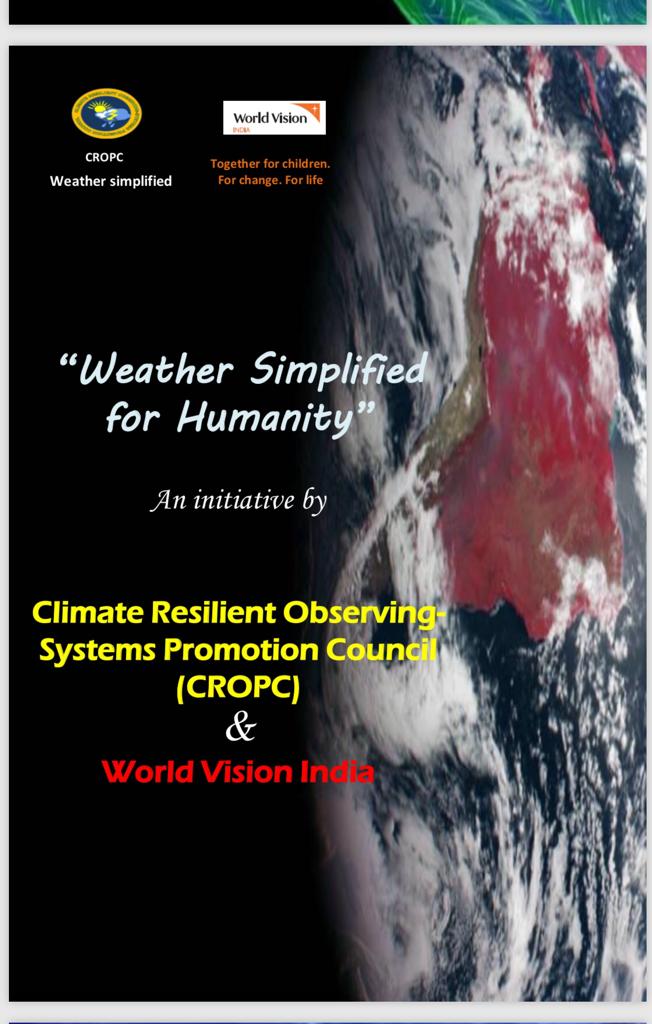 CROPC
Weather simplified
World Vision
INDIA
Together for children.
For change. For life
“Weather Simplified
for Humanity”
An initiative by
Climate Resilient Observing-
Systems Promotion Council
(CROPC)
&
World Vision India